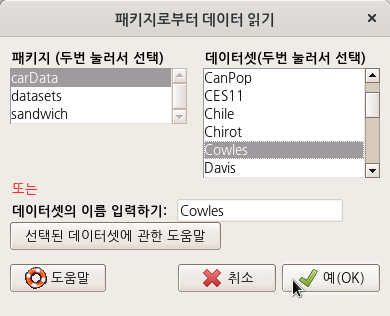 패키지로부터 데이터 읽기
패키지 (두번 눌러서 선택)
carData
datasets
sandwich
데이터셋(두번 눌러서 선택)
CanPop
CES11
Chile
Chirot
Cowles
Davis
또는
데이터셋의 이름 입력하기: Cowles
선택된 데이터셋에 관한 도움말
도움말 취소 예(OK)